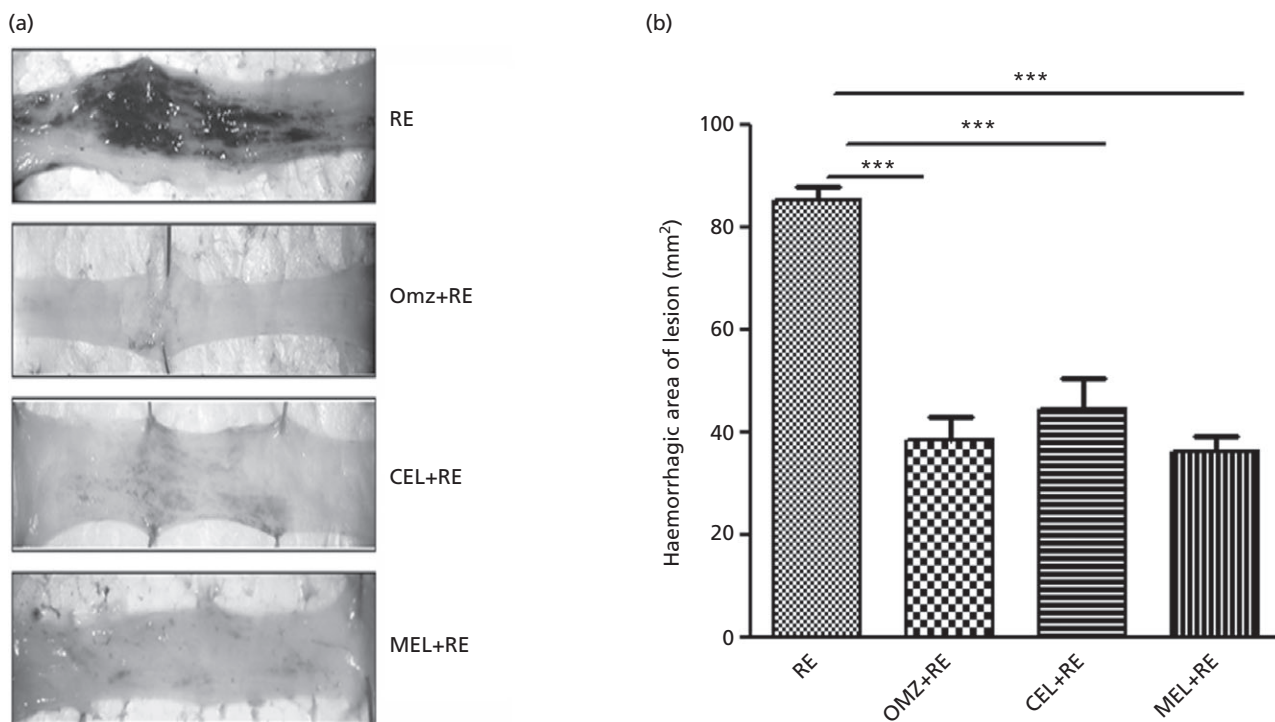 (a)
RE
Omz+RE
CEL+RE
MEL+RE
(b)
***
***
***
Haemorrhagic area of lesion (mm²)
100
80
60
40
20
0
RE
OMZ+RE
CEL+RE
MEL+RE